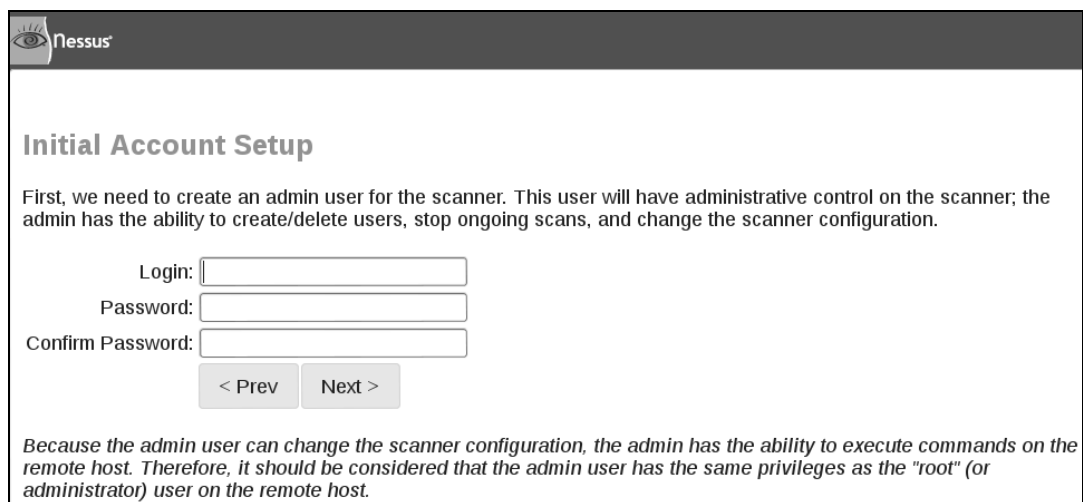 Nessus
Initial Account Setup
First, we need to create an admin user for the scanner. This user will have administrative control on the scanner; the
admin has the ability to create/delete users, stop ongoing scans, and change the scanner configuration.
Login:
Password:
Confirm Password:
< Prev Next >
Because the admin user can change the scanner configuration, the admin has the ability to execute commands on the
remote host. Therefore, it should be considered that the admin user has the same privileges as the "root" (or
administrator) user on the remote host.